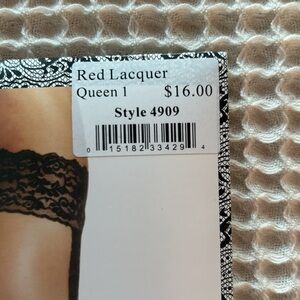 Red Lacquer
Queen 1 $16.00
Style 4909
0 15182 33429 4